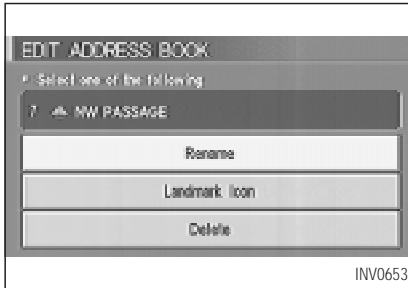 EDIT ADDRESS BOOK
Select one of the following
7 NW PASSAGE
Rename
Landmark Icon
Delete
INV0653